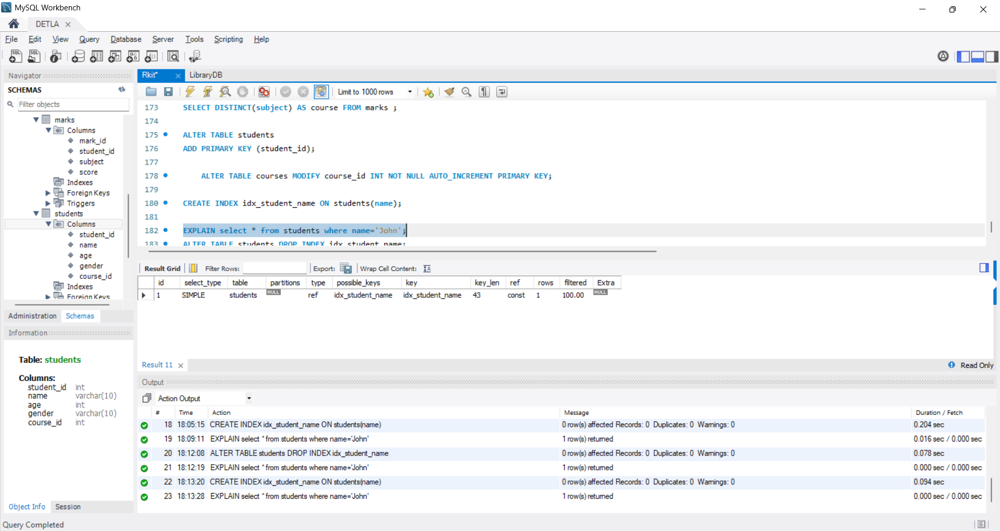 MySQL Workbench
DETLA
File Edit View Query Database Server Tools Scripting Help
Navigator
SCHEMAS
Filter objects
marks
Columns
mark_id
student_id
subject
score
Indexes
Foreign Keys
Triggers
students
Columns
student_id
name
age
gender
course_id
Indexes
Foreign Keys
Administration Schemas
Information
Table: students
Columns:
student_id int
name varchar(10)
age int
gender varchar(10)
course_id int
Object Info Session
Rkit* LibraryDB
Limit to 1000 rows
173 SELECT DISTINCT(subject) AS course FROM marks ;
174
175 ALTER TABLE students
176 ADD PRIMARY KEY (student_id);
177
178 ALTER TABLE courses MODIFY course_id INT NOT NULL AUTO_INCREMENT PRIMARY KEY;
179
180 CREATE INDEX idx_student_name ON students(name);
181
182 EXPLAIN select * from students where name='John';
183 ALTER TABLE students DROP INDEX idx_student_name;
Result Grid Filter Rows: Export: Wrap Cell Content:
id select_type table partitions type possible_keys key key_len ref rows filtered Extra
1 SIMPLE students NULL ref idx_student_name idx_student_name 43 const 1 100.00 NULL
Result 11 Read Only
Output
Action Output
# Time Action Message Duration / Fetch
18 18:05:15 CREATE INDEX idx_student_name ON students(name) 0 row(s) affected Records: 0 Duplicates: 0 Warnings: 0 0.204 sec
19 18:09:11 EXPLAIN select * from students where name='John' 1 row(s) returned 0.016 sec / 0.000 sec
20 18:12:08 ALTER TABLE students DROP INDEX idx_student_name 0 row(s) affected Records: 0 Duplicates: 0 Warnings: 0 0.078 sec
21 18:12:19 EXPLAIN select * from students where name='John' 1 row(s) returned 0.000 sec / 0.000 sec
22 18:13:20 CREATE INDEX idx_student_name ON students(name) 0 row(s) affected Records: 0 Duplicates: 0 Warnings: 0 0.094 sec
23 18:13:28 EXPLAIN select * from students where name='John' 1 row(s) returned 0.000 sec / 0.000 sec
Query Completed